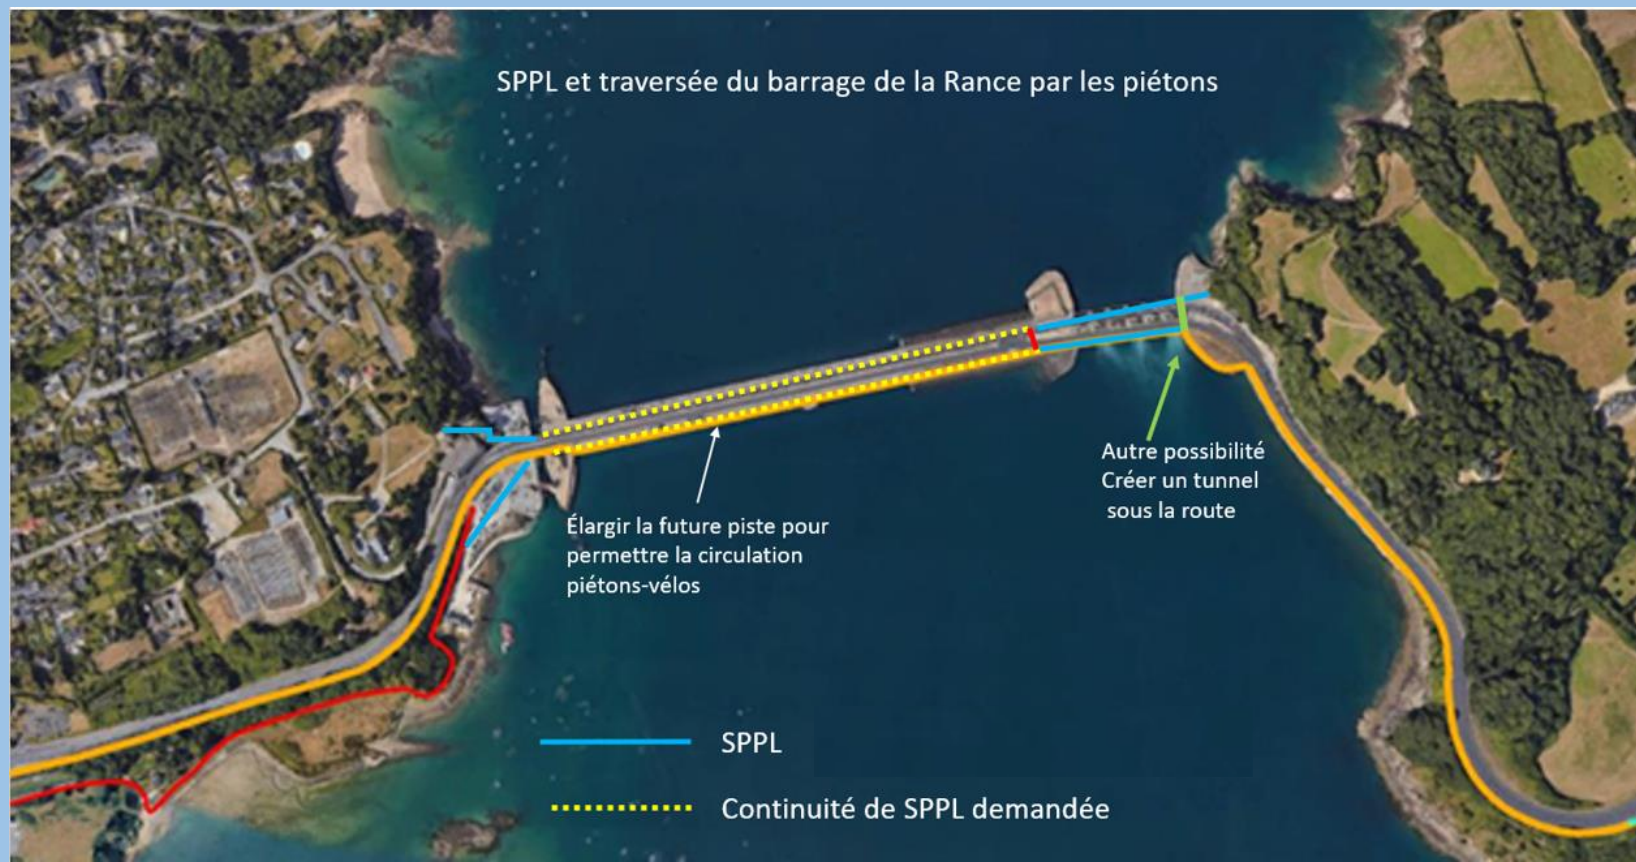 SPPL et traversée du barrage de la Rance par les piétons
Autre possibilité
Créer un tunnel
sous la route
Élargir la future piste pour
permettre la circulation
piétons-vélos
SPPL
Continuité de SPPL demandée